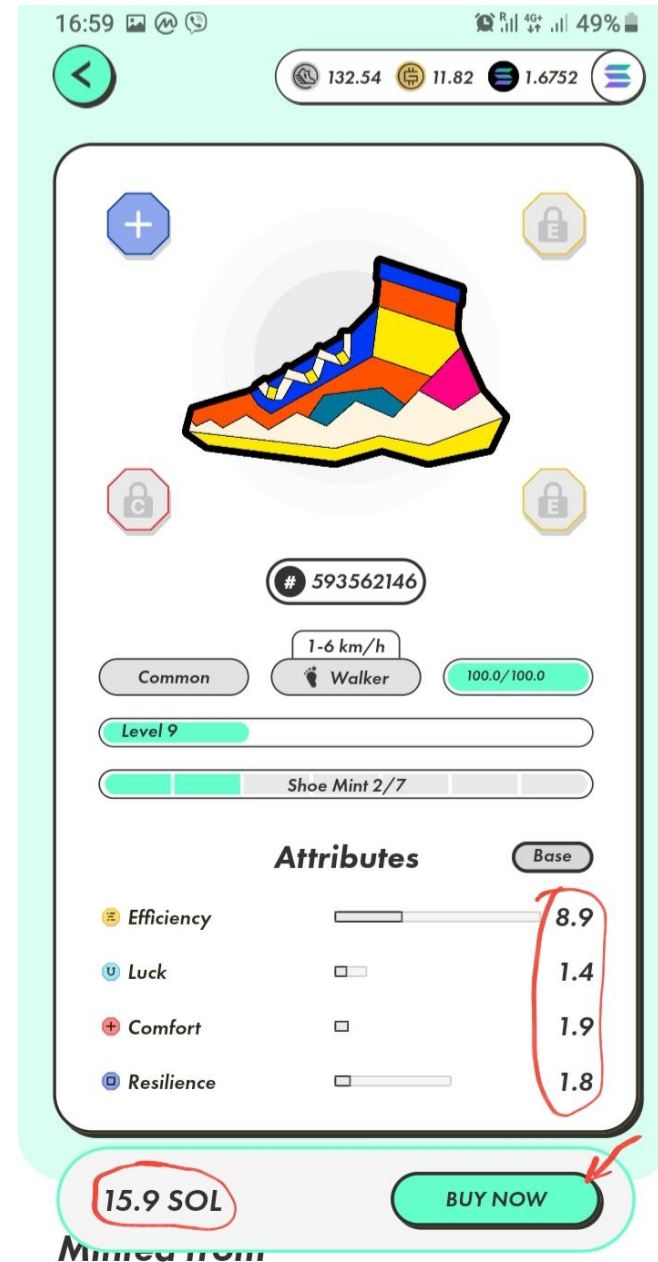 16:59 49%
132.54 11.82 1.6752
E
C E
# 593562146
1-6 km/h
Common Walker 100.0/100.0
Level 9
Shoe Mint 2/7
Attributes Base
Efficiency 8.9
Luck 1.4
Comfort 1.9
Resilience 1.8
15.9 SOL BUY NOW
Minted from